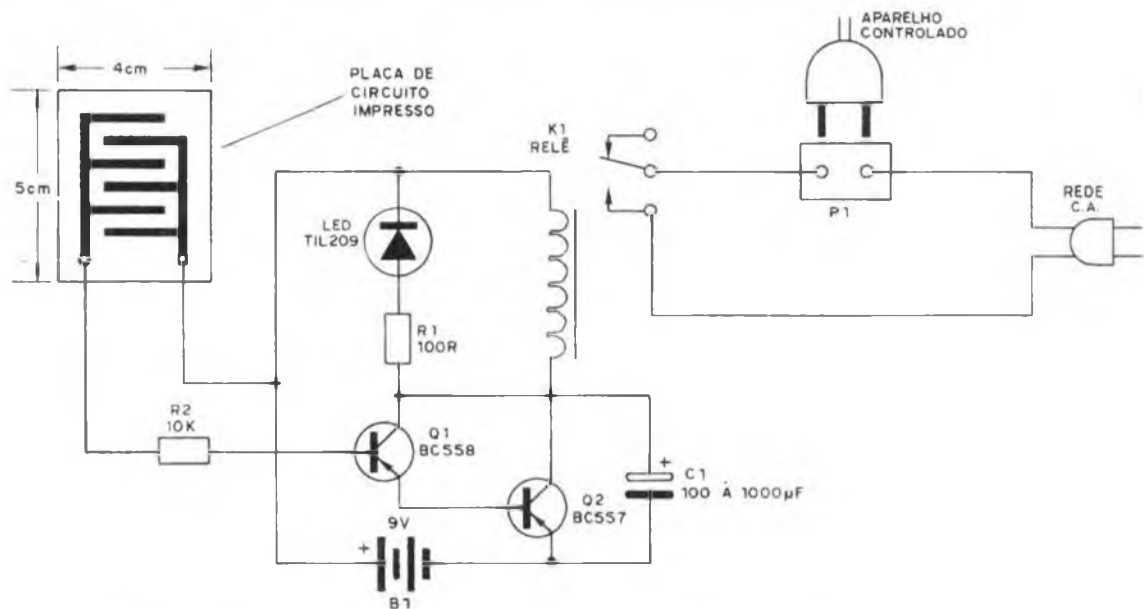 APARELHO
CONTROLADO
4cm
PLACA DE
CIRCUITO
IMPRESSO
5cm
K1
RELÊ
P1
REDE
C.A.
LED
TIL209
R1
100R
R2
10K
Q1
BC558
Q2
BC557
+
C1
100 À 1000µF
9V
+
B1